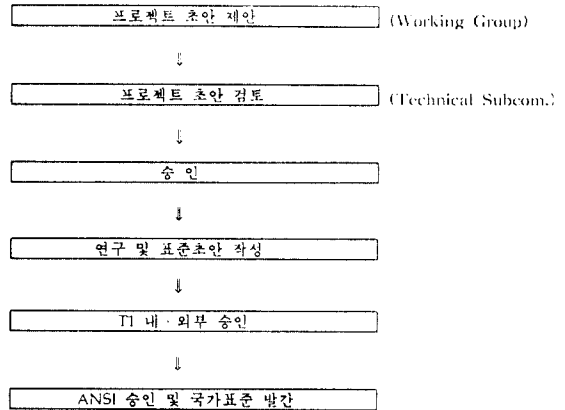 프로젝트 초안 제안 (Working Group)
⇓
프로젝트 초안 검토 (Technical Subcom.)
⇓
승 인
⇓
연구 및 표준초안 작성
⇓
T1 내 · 외부 승인
⇓
ANSI 승인 및 국가표준 발간